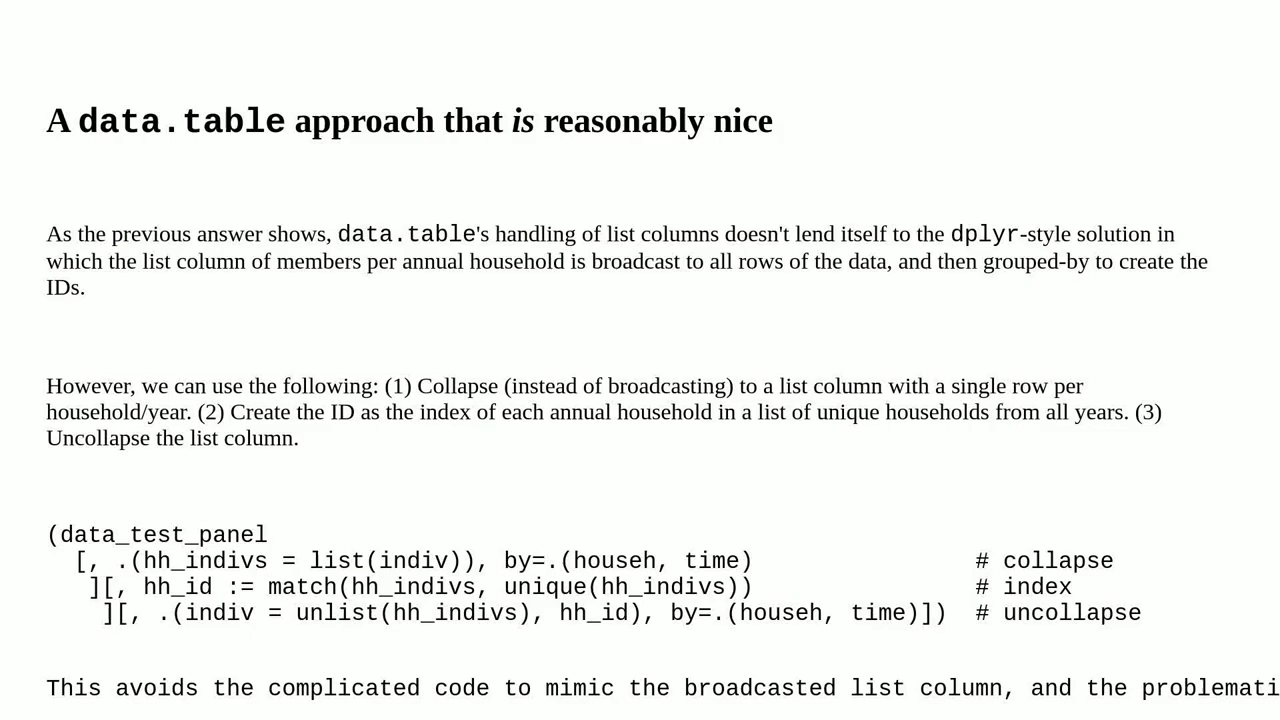 A data.table approach that is reasonably nice
As the previous answer shows, data.table's handling of list columns doesn't lend itself to the dplyr-style solution in
which the list column of members per annual household is broadcast to all rows of the data, and then grouped-by to create the
IDs.
However, we can use the following: (1) Collapse (instead of broadcasting) to a list column with a single row per
household/year. (2) Create the ID as the index of each annual household in a list of unique households from all years. (3)
Uncollapse the list column.
(data_test_panel
  [, .(hh_indivs = list(indiv)), by=.(househ, time)                # collapse
   ][, hh_id := match(hh_indivs, unique(hh_indivs))                # index
    ][, .(indiv = unlist(hh_indivs), hh_id), by=.(househ, time)])  # uncollapse
This avoids the complicated code to mimic the broadcasted list column, and the